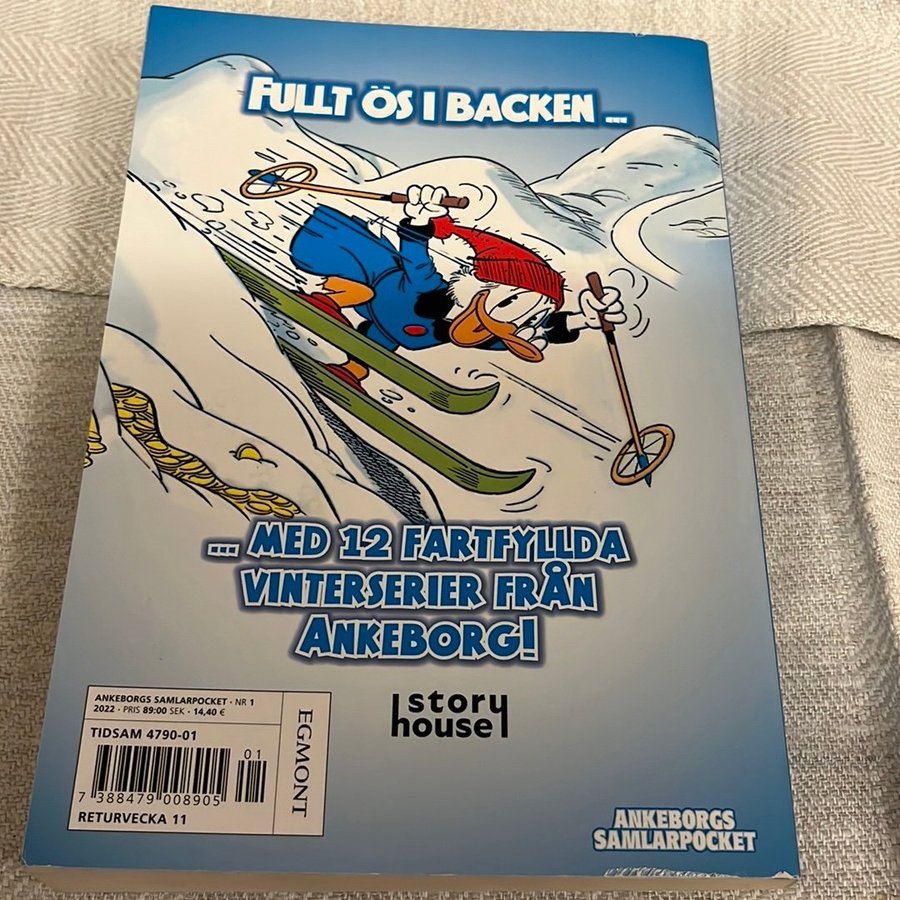 FULLT ÖS I BACKEN ...
... MED 12 FARTFYLLDA
VINTERSERIER FRÅN
ANKEBORG!
story
house
ANKEBORGS SAMLARPOCKET · NR 1
2022 · PRIS 89:00 SEK · 14,40 €
TIDSAM 4790-01
01
7 388479 008905
RETURVECKA 11
EGMONT
ANKEBORGS
SAMLARPOCKET